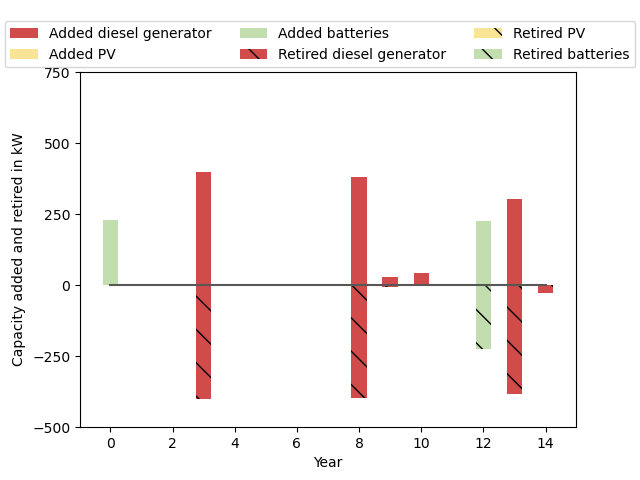 Added diesel generator Added batteries Retired PV
Added PV Retired diesel generator Retired batteries
750
500
250
0
−250
−500
Capacity added and retired in kW
0 2 4 6 8 10 12 14
Year